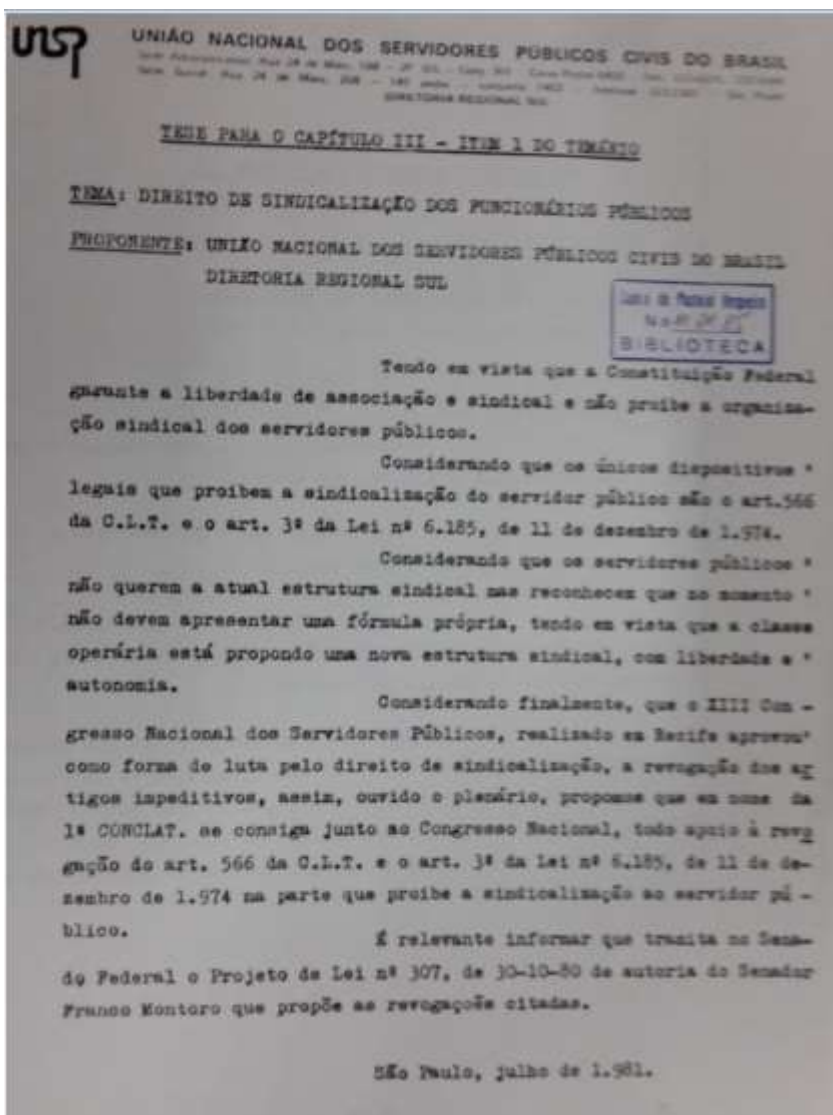 unsp
UNIÃO NACIONAL DOS SERVIDORES PÚBLICOS CIVIS DO BRASIL
DIRETORIA REGIONAL SUL
TESE PARA O CAPÍTULO III - ITEM 1 DO TEMÁRIO
TEMA: DIREITO DE SINDICALIZAÇÃO DOS FUNCIONÁRIOS PÚBLICOS
PROPONENTE: UNIÃO NACIONAL DOS SERVIDORES PÚBLICOS CIVIS DO BRASIL
DIRETORIA REGIONAL SUL
BIBLIOTECA
Tendo em vista que a Constituição Federal
garante a liberdade de associação e sindical e não proibe a organiza-
ção sindical dos servidores públicos.
Considerando que os únicos dispositivos '
legais que proibem a sindicalização do servidor público são o art.566
da C.L.T. e o art. 3º da Lei nº 6.185, de 11 de dezembro de 1.974.
Considerando que os servidores públicos '
não querem a atual estrutura sindical mas reconhecem que no momento '
não devem apresentar uma fórmula própria, tendo em vista que a classe
operária está propondo uma nova estrutura sindical, com liberdade e '
autonomia.
Considerando finalmente, que o XIII Con -
gresso Nacional dos Servidores Públicos, realizado em Recife aprovou'
como forma de luta pelo direito de sindicalização, a revogação dos ar
tigos impeditivos, assim, ouvido o plenário, propomos que em nome da
1ª CONCLAT. se consiga junto ao Congresso Nacional, todo apoio à revo
gação do art. 566 da C.L.T. e o art. 3º da Lei nº 6.185, de 11 de de-
zembro de 1.974 na parte que proibe a sindicalização ao servidor pú -
blico.
É relevante informar que tramita no Sena-
do Federal o Projeto de Lei nº 307, de 30-10-80 de autoria do Senador
Franco Montoro que propõe as revogações citadas.
São Paulo, julho de 1.981.